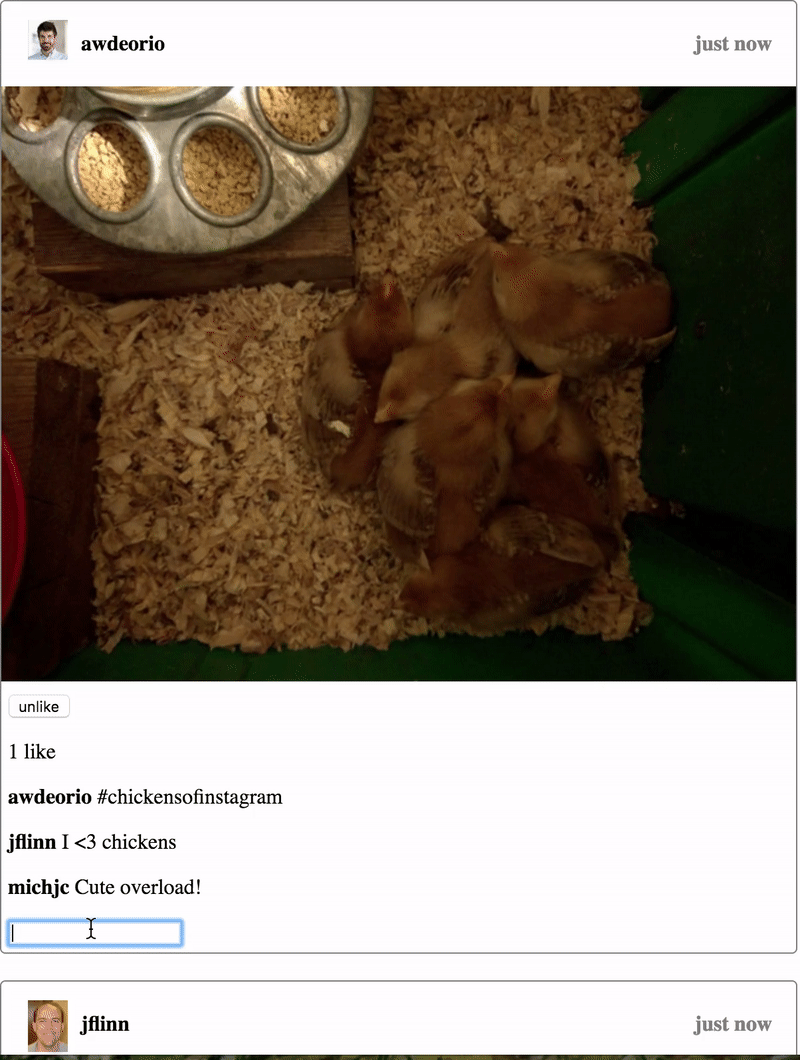 awdeorio just now
unlike
1 like
awdeorio #chickensofinstagram
jflinn I <3 chickens
michjc Cute overload!
jflinn just now